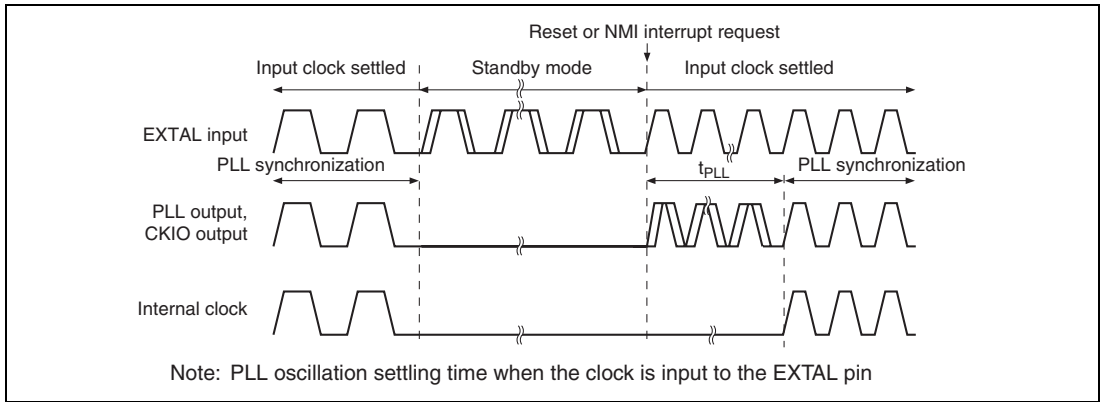 Reset or NMI interrupt request
Input clock settled
Standby mode
Input clock settled
EXTAL input
PLL synchronization
tPLL
PLL synchronization
PLL output,
CKIO output
Internal clock
Note: PLL oscillation settling time when the clock is input to the EXTAL pin